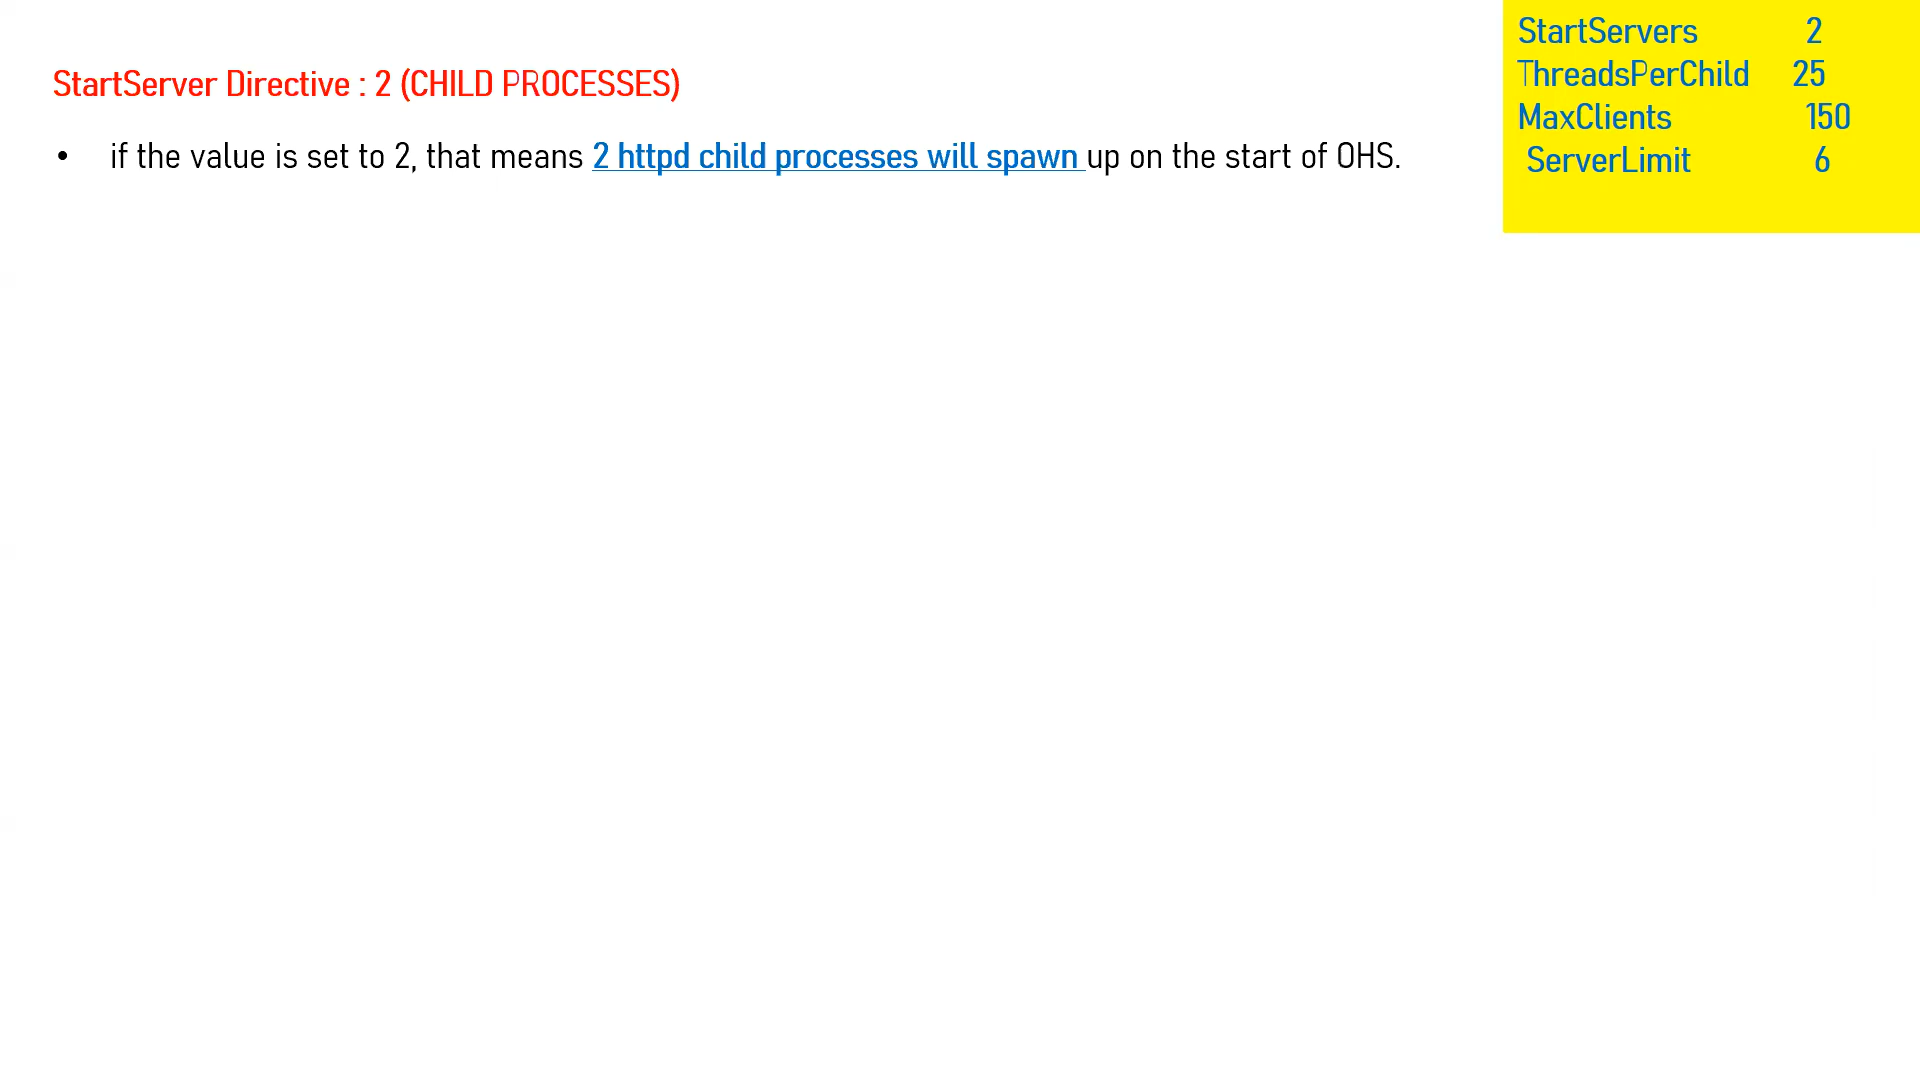 StartServer Directive : 2 (CHILD PROCESSES)
• if the value is set to 2, that means 2 httpd child processes will spawn up on the start of OHS.
StartServers 2
ThreadsPerChild 25
MaxClients 150
ServerLimit 6